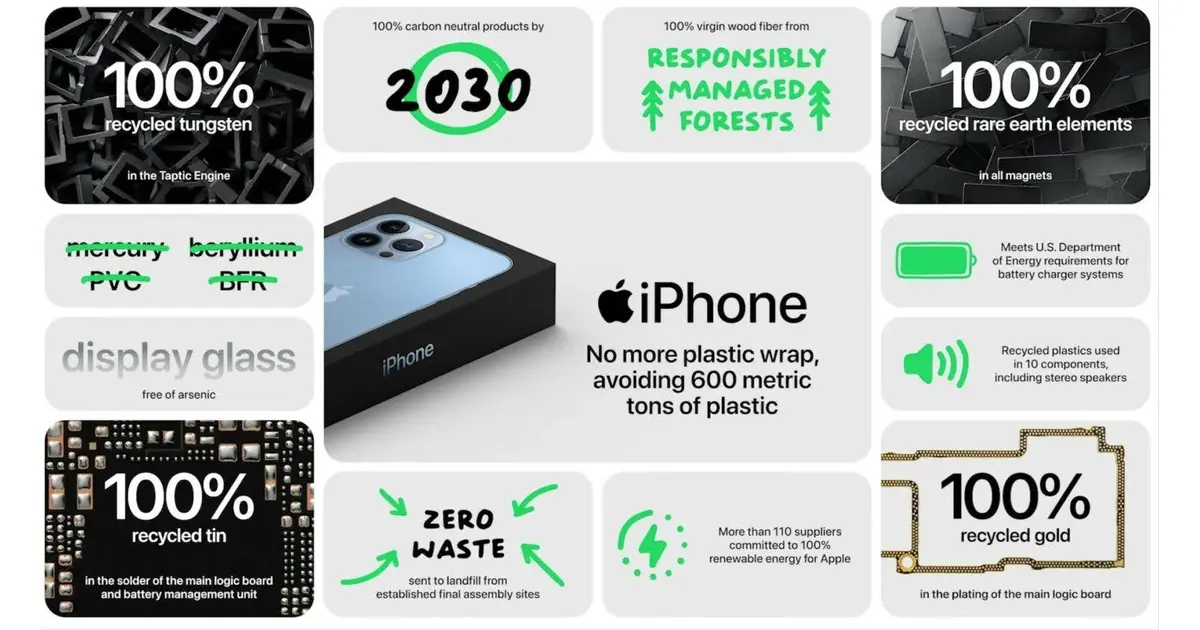 100%
recycled tungsten
in the Taptic Engine
100% carbon neutral products by
2030
100% virgin wood fiber from
RESPONSIBLY
MANAGED
FORESTS
100%
recycled rare earth elements
in all magnets
mercury beryllium
PVC BFR
display glass
free of arsenic
iPhone
iPhone
No more plastic wrap,
avoiding 600 metric
tons of plastic
Meets U.S. Department
of Energy requirements for
battery charger systems
Recycled plastics used
in 10 components,
including stereo speakers
100%
recycled tin
in the solder of the main logic board
and battery management unit
ZERO
WASTE
sent to landfill from
established final assembly sites
More than 110 suppliers
committed to 100%
renewable energy for Apple
100%
recycled gold
in the plating of the main logic board